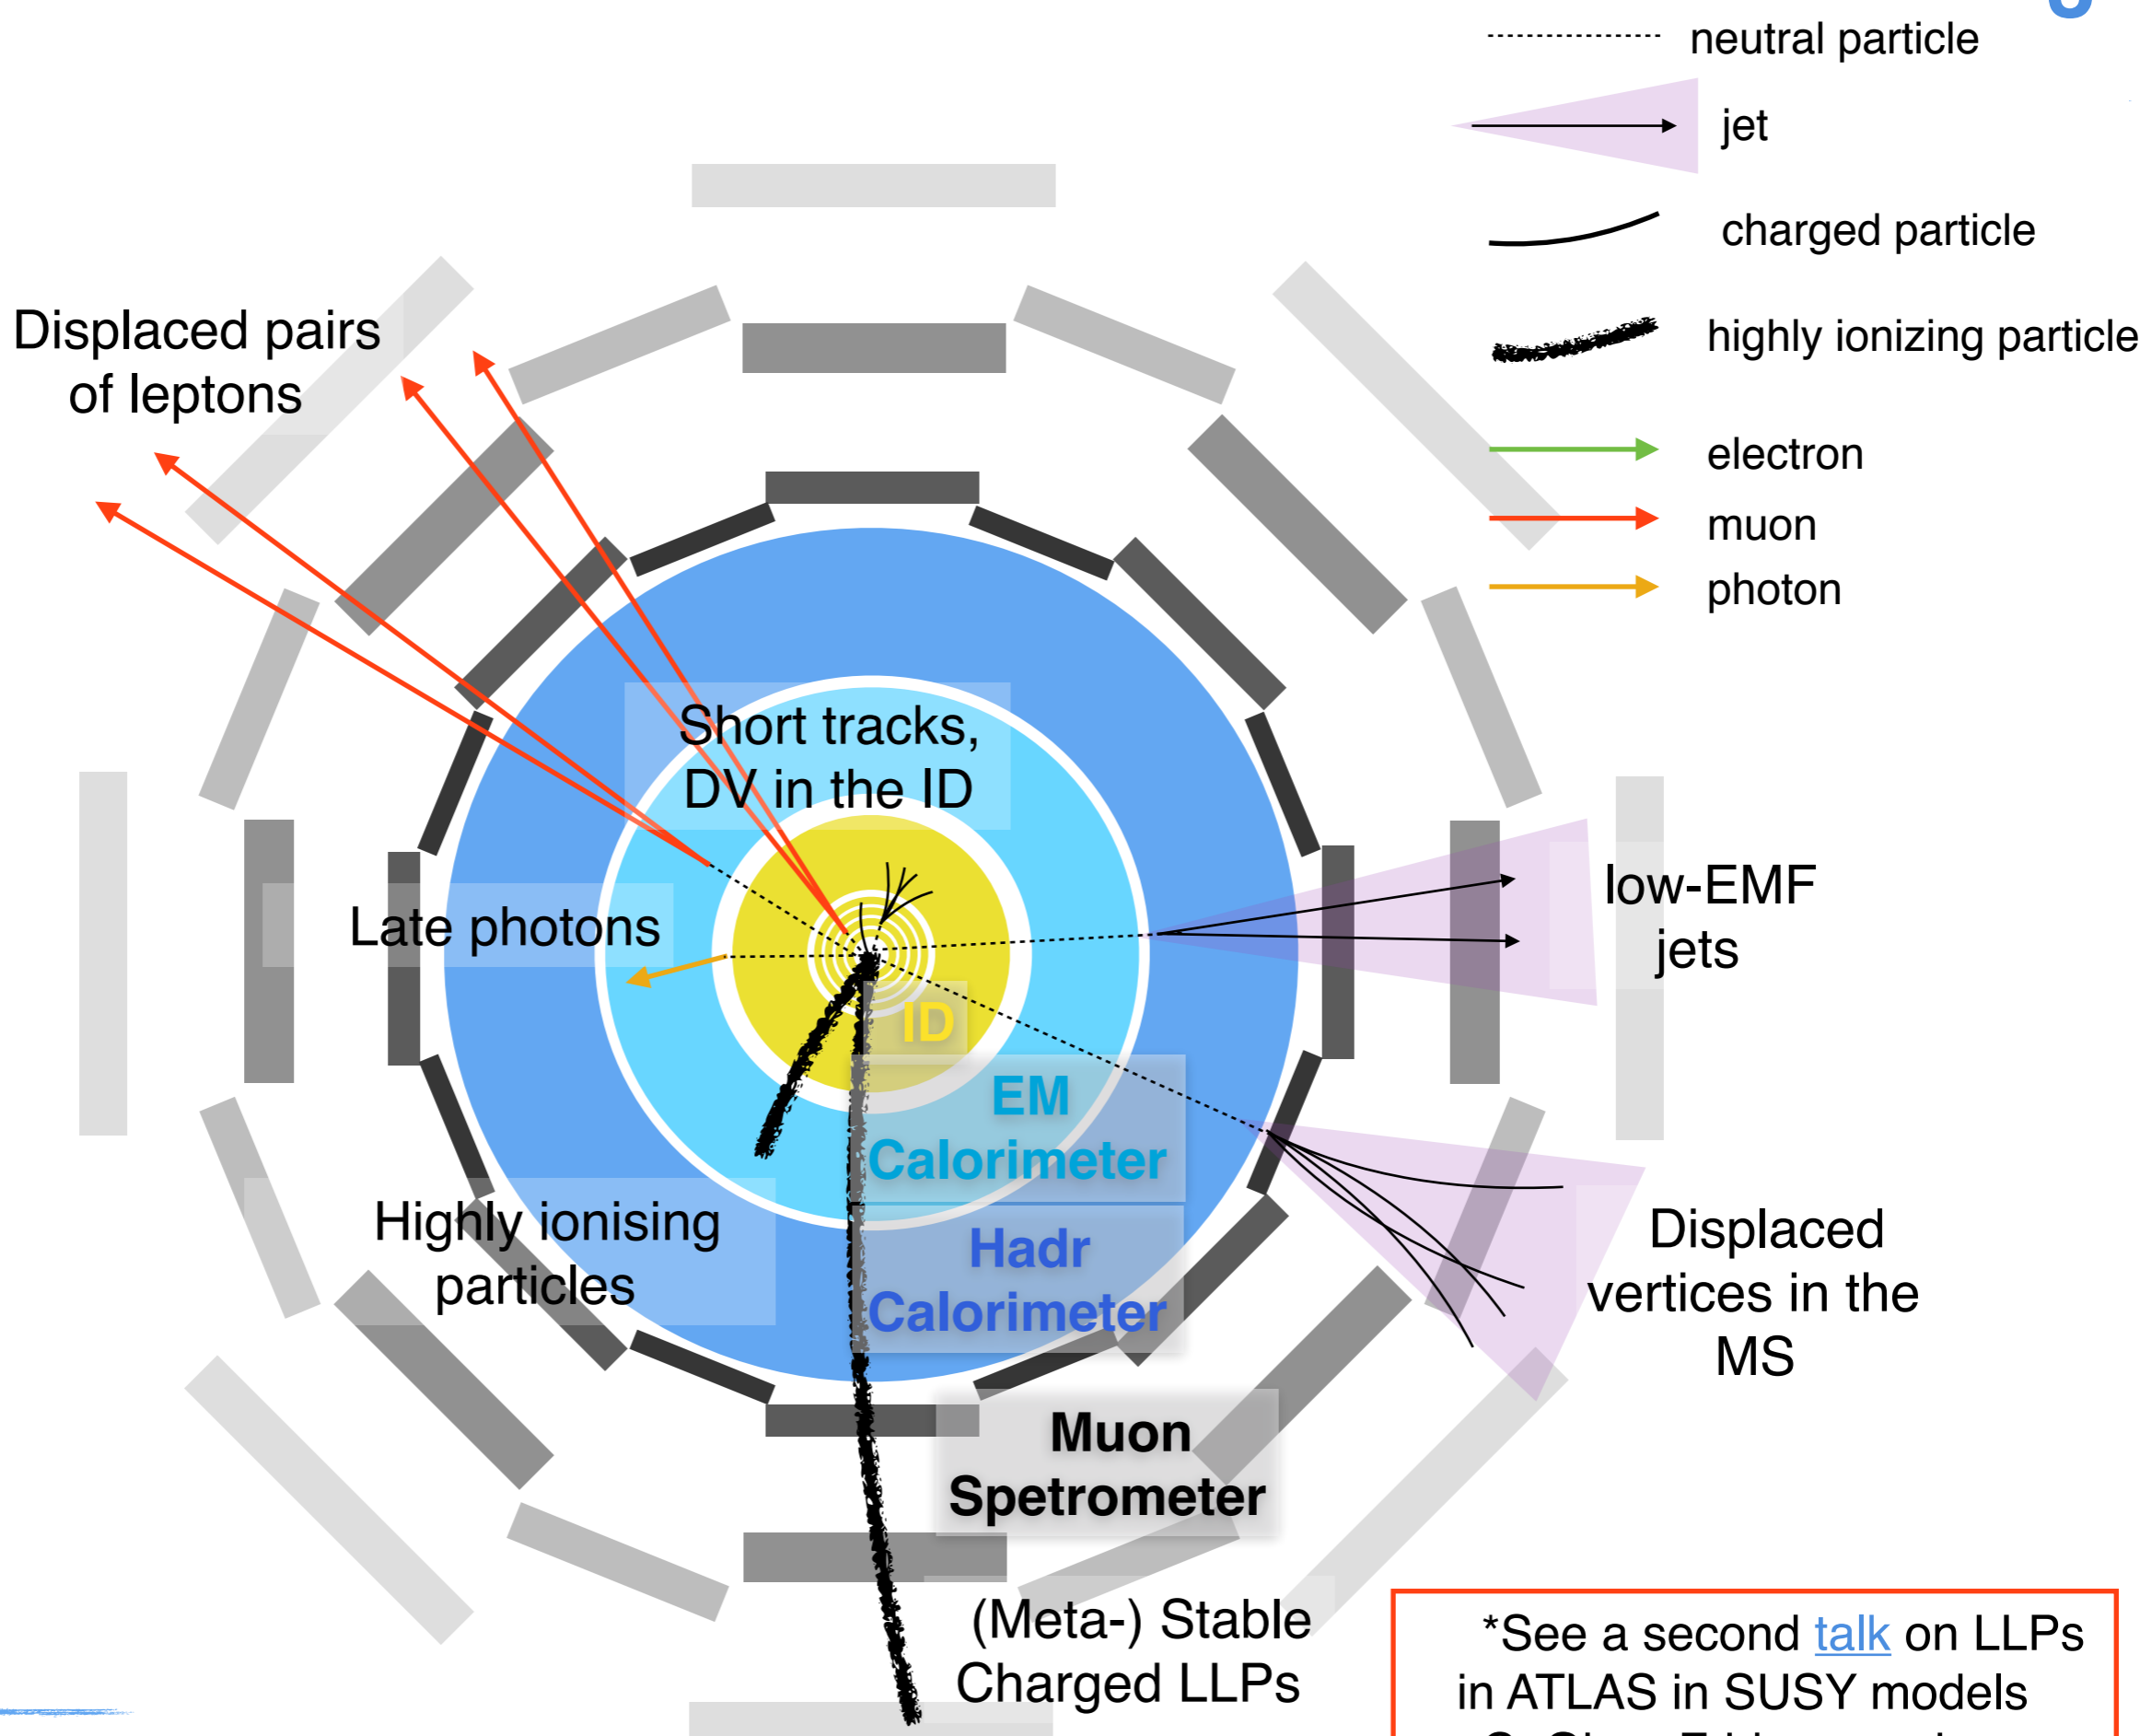 neutral particle
jet
charged particle
highly ionizing particle
electron
muon
photon
Displaced pairs
of leptons
Short tracks,
DV in the ID
Late photons
low-EMF
jets
ID
EM
Calorimeter
Hadr
Calorimeter
Highly ionising
particles
Displaced
vertices in the
MS
Muon
Spetrometer
(Meta-) Stable
Charged LLPs
*See a second talk on LLPs
in ATLAS in SUSY models